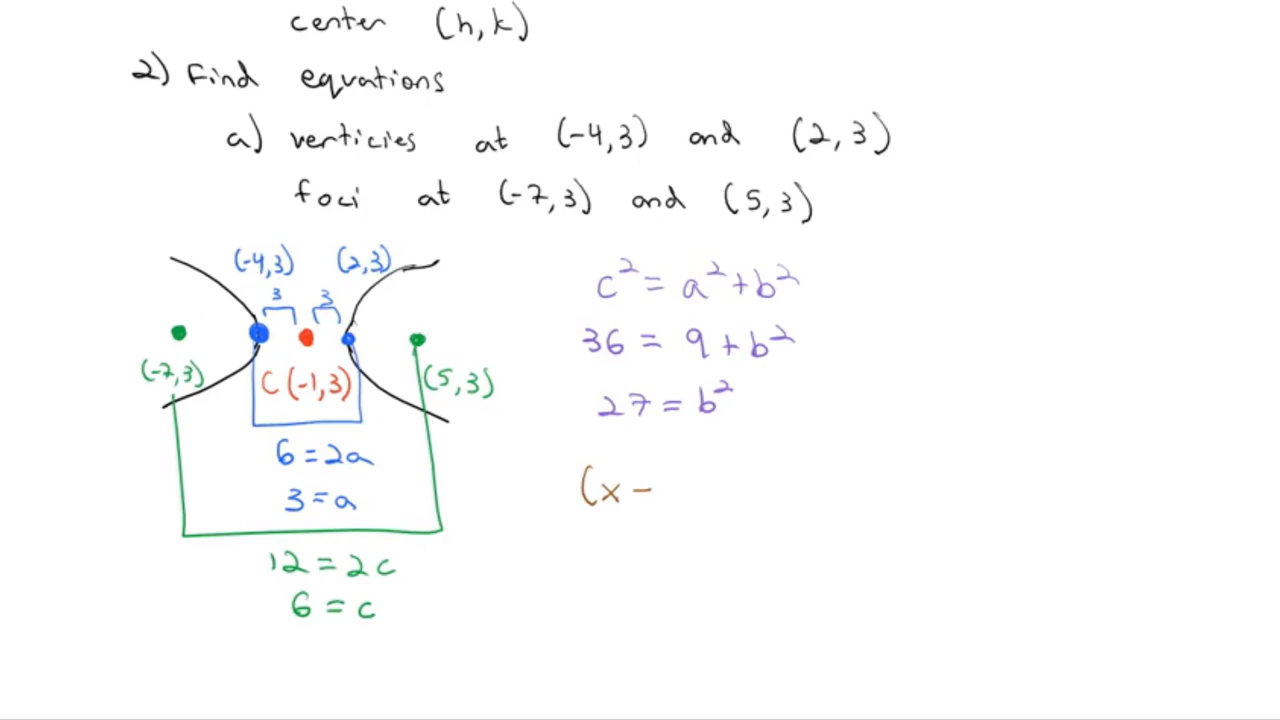 center (h,k)
2) Find equations
a) verticies at (-4,3) and (2,3)
foci at (-7,3) and (5,3)
(-4,3) (2,3)
3 3
(-7,3) C (-1,3) (5,3)
6 = 2a
3 = a
12 = 2c
6 = c
c² = a² + b²
36 = 9 + b²
27 = b²
(x -